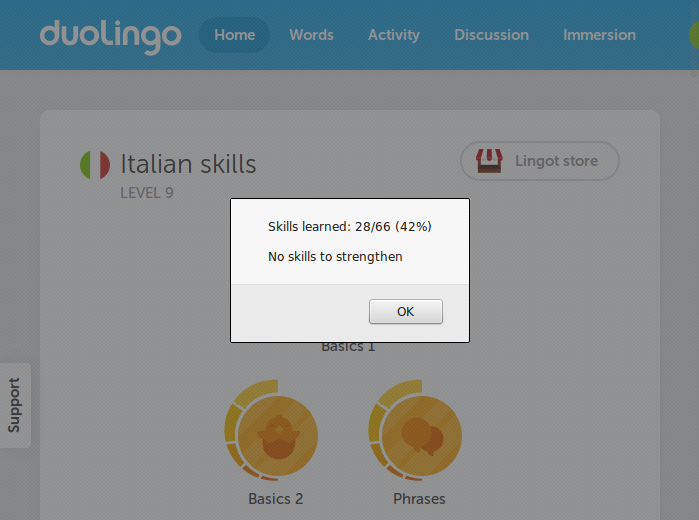 duolingo
Home
Words
Activity
Discussion
Immersion
Italian skills
LEVEL 9
Lingot store
Skills learned: 28/66 (42%)
No skills to strengthen
OK
Basics 1
Support
Basics 2
Phrases